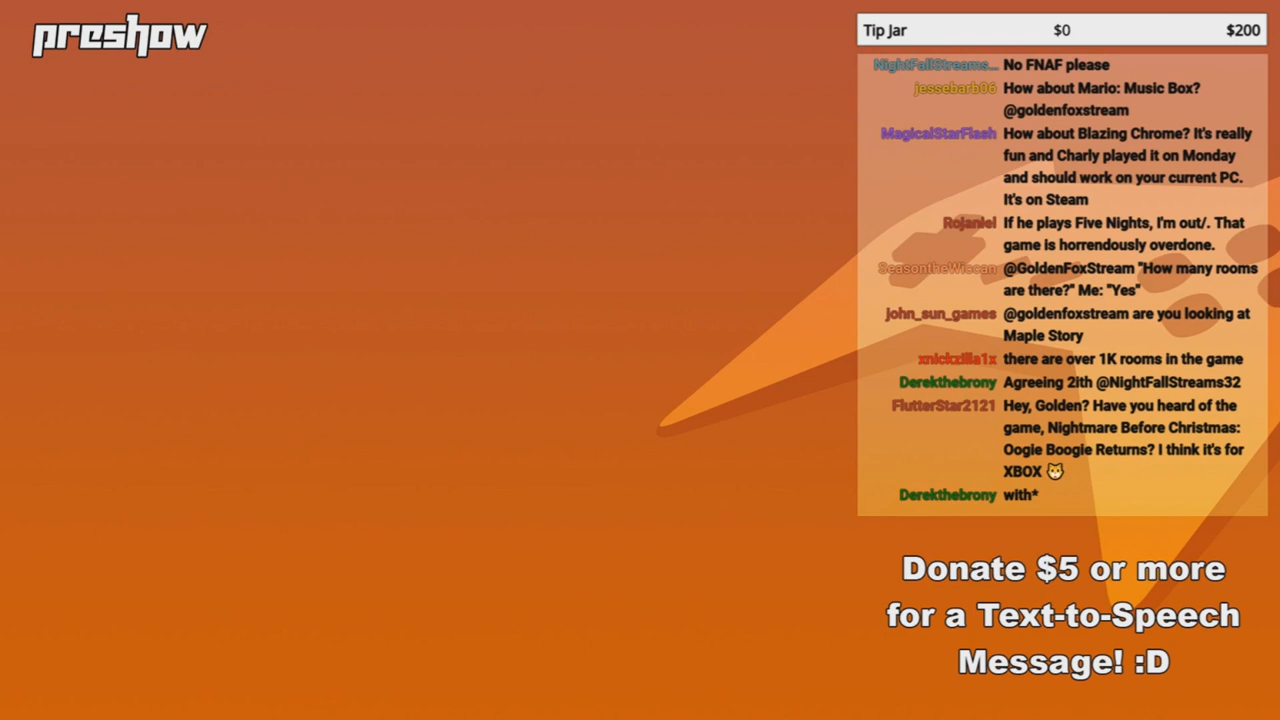 preshow
Tip Jar $0 $200
NightFallStreams... No FNAF please
jessebarb06 How about Mario: Music Box?
@goldenfoxstream
MagicalStarFlash How about Blazing Chrome? It's really
fun and Charly played it on Monday
and should work on your current PC.
It's on Steam
Rojaniel If he plays Five Nights, I'm out/. That
game is horrendously overdone.
SeasontheWiccan @GoldenFoxStream "How many rooms
are there?" Me: "Yes"
john_sun_games @goldenfoxstream are you looking at
Maple Story
xnickzilla1x there are over 1K rooms in the game
Derekthebrony Agreeing 2ith @NightFallStreams32
FlutterStar2121 Hey, Golden? Have you heard of the
game, Nightmare Before Christmas:
Oogie Boogie Returns? I think it's for
XBOX 🐱
Derekthebrony with*
Donate $5 or more
for a Text-to-Speech
Message! :D